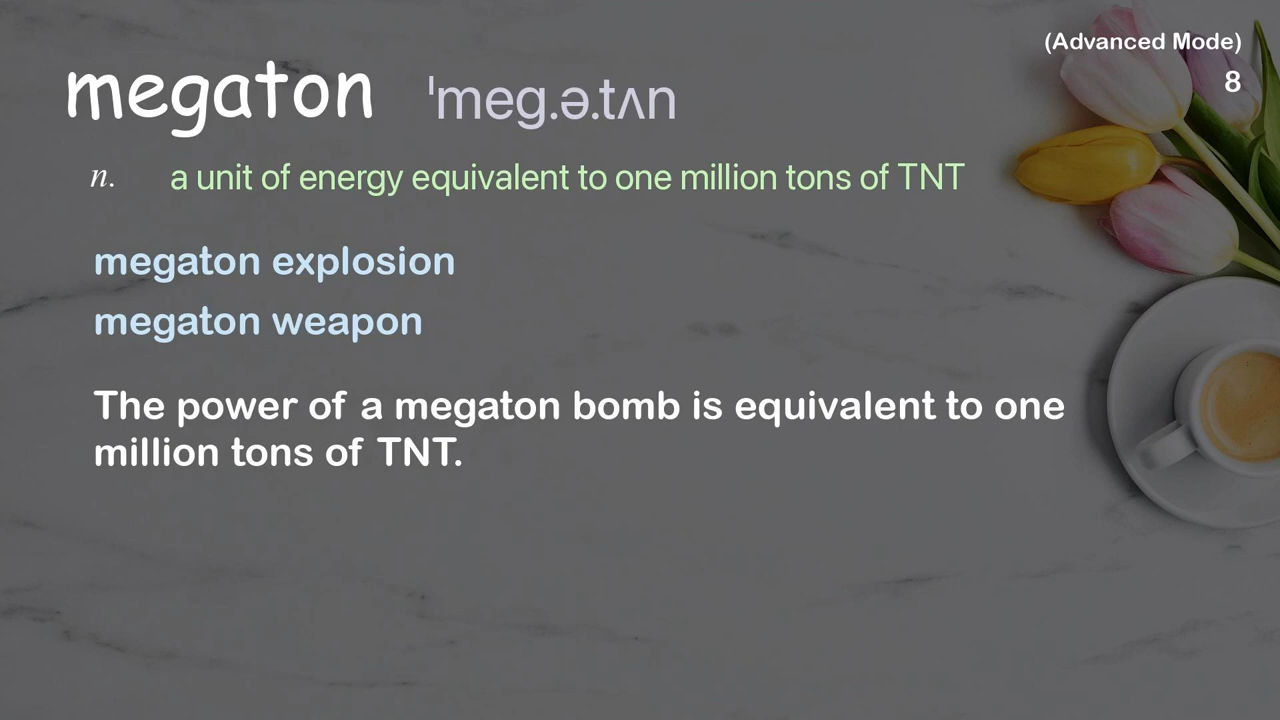 (Advanced Mode)
8
megaton ˈmeg.ə.tʌn
n. a unit of energy equivalent to one million tons of TNT
megaton explosion
megaton weapon
The power of a megaton bomb is equivalent to one
million tons of TNT.